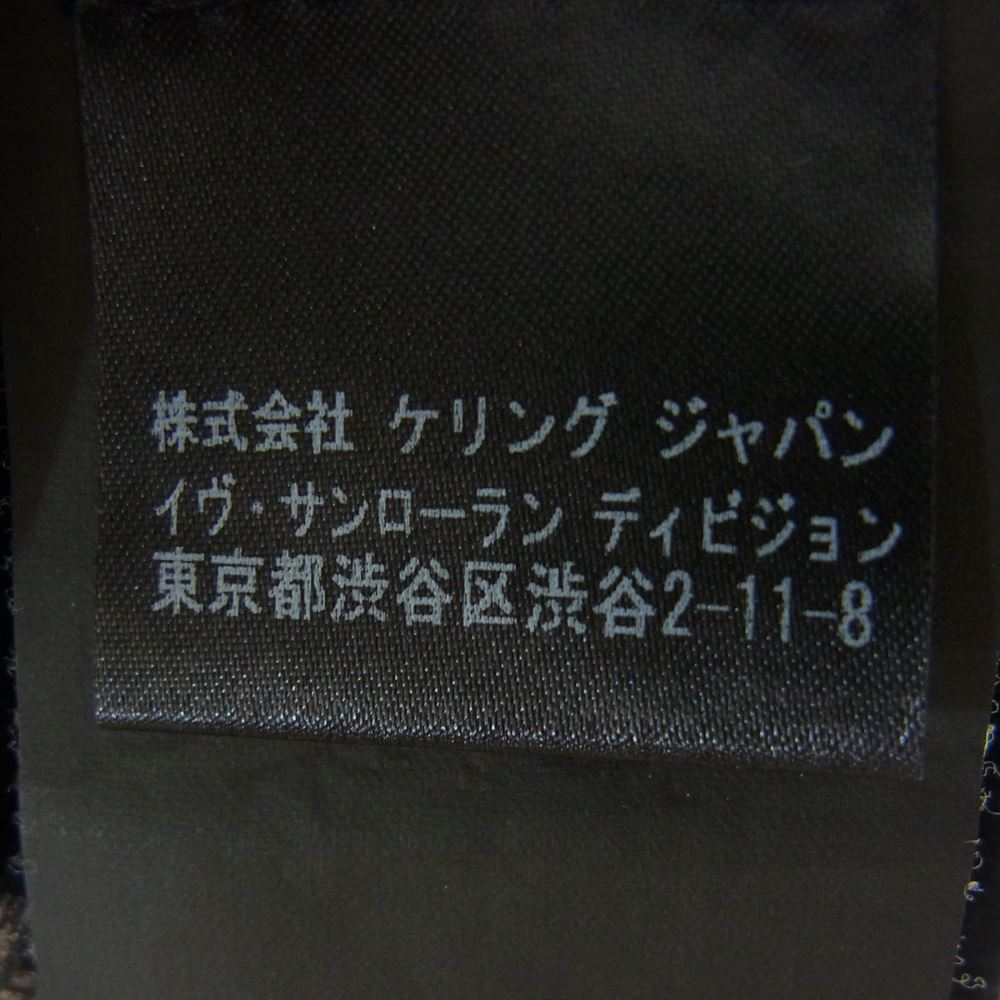 株式会社 ケリング ジャパン
イヴ・サンローラン ディビジョン
東京都渋谷区渋谷2-11-8